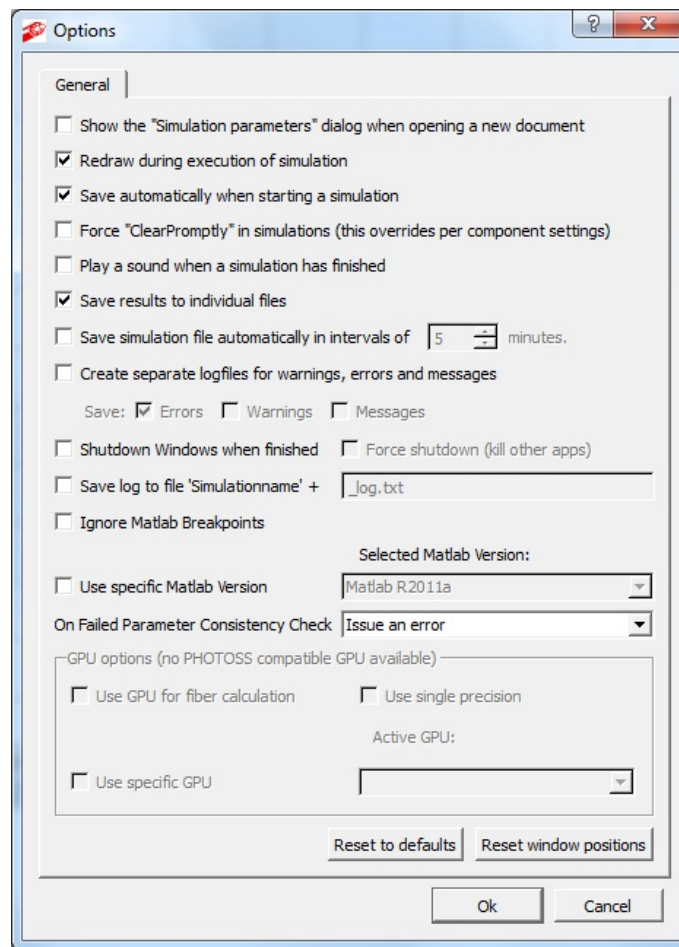 Options
General
Show the "Simulation parameters" dialog when opening a new document
Redraw during execution of simulation
Save automatically when starting a simulation
Force "ClearPromptly" in simulations (this overrides per component settings)
Play a sound when a simulation has finished
Save results to individual files
Save simulation file automatically in intervals of 5 minutes.
Create separate logfiles for warnings, errors and messages
Save: Errors Warnings Messages
Shutdown Windows when finished Force shutdown (kill other apps)
Save log to file 'Simulationname' + _log.txt
Ignore Matlab Breakpoints
Selected Matlab Version:
Use specific Matlab Version Matlab R2011a
On Failed Parameter Consistency Check Issue an error
GPU options (no PHOTOSS compatible GPU available)
Use GPU for fiber calculation Use single precision
Active GPU:
Use specific GPU
Reset to defaults Reset window positions
Ok Cancel